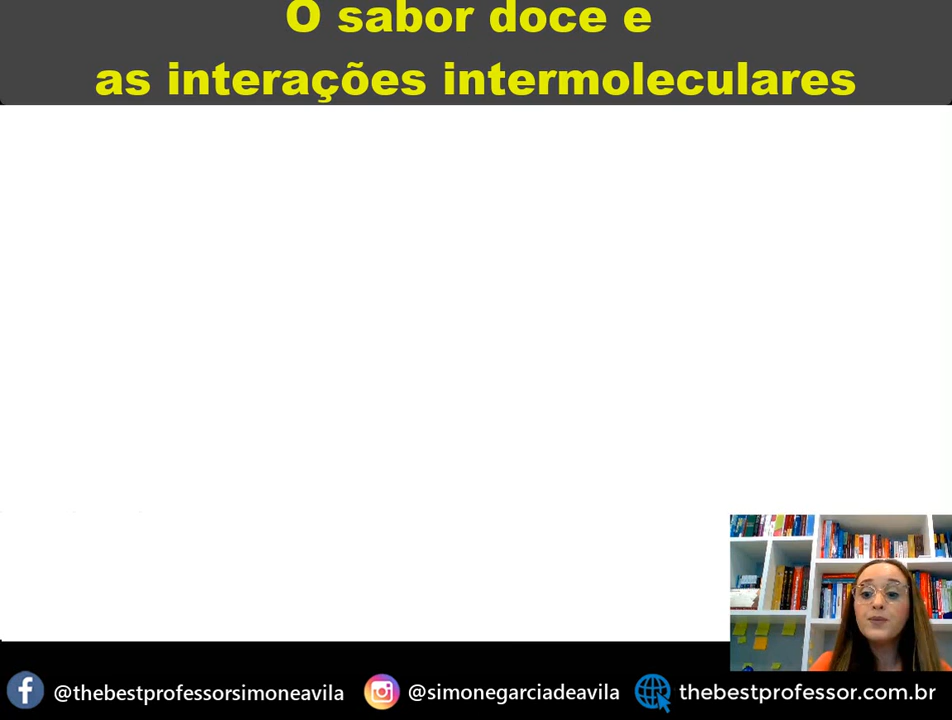 O sabor doce e
as interações intermoleculares
@thebestprofessorsimoneavila
@simonegarciadeavila
thebestprofessor.com.br